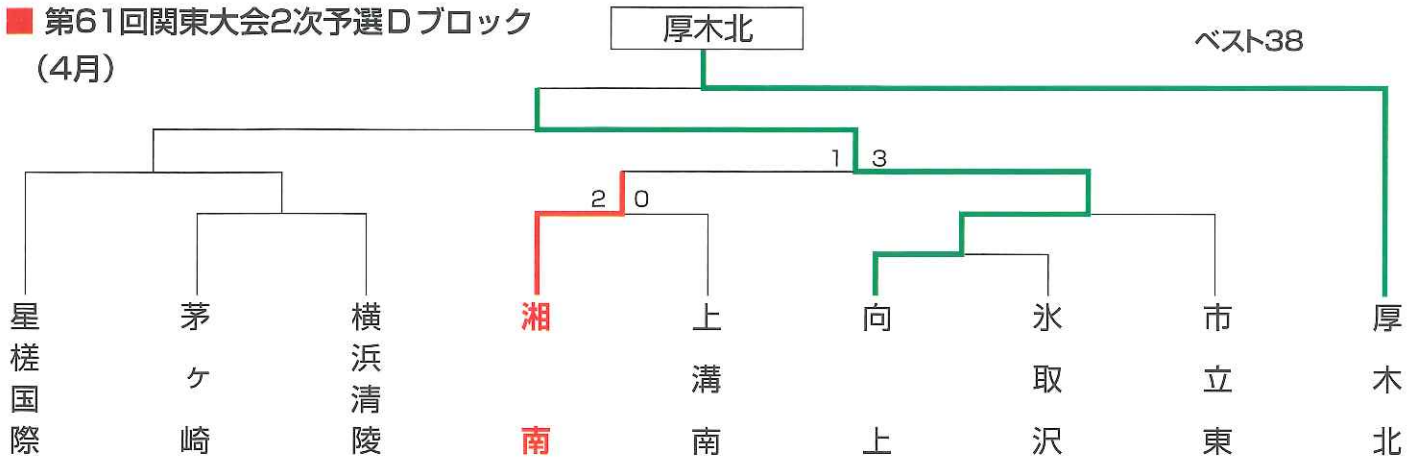 ■ 第61回関東大会2次予選Dブロック
(4月)
厚木北
ベスト38
1 3
2 0
星槎国際
茅ヶ崎
横浜清陵
湘南
上溝南
向上
氷取沢
市立東
厚木北